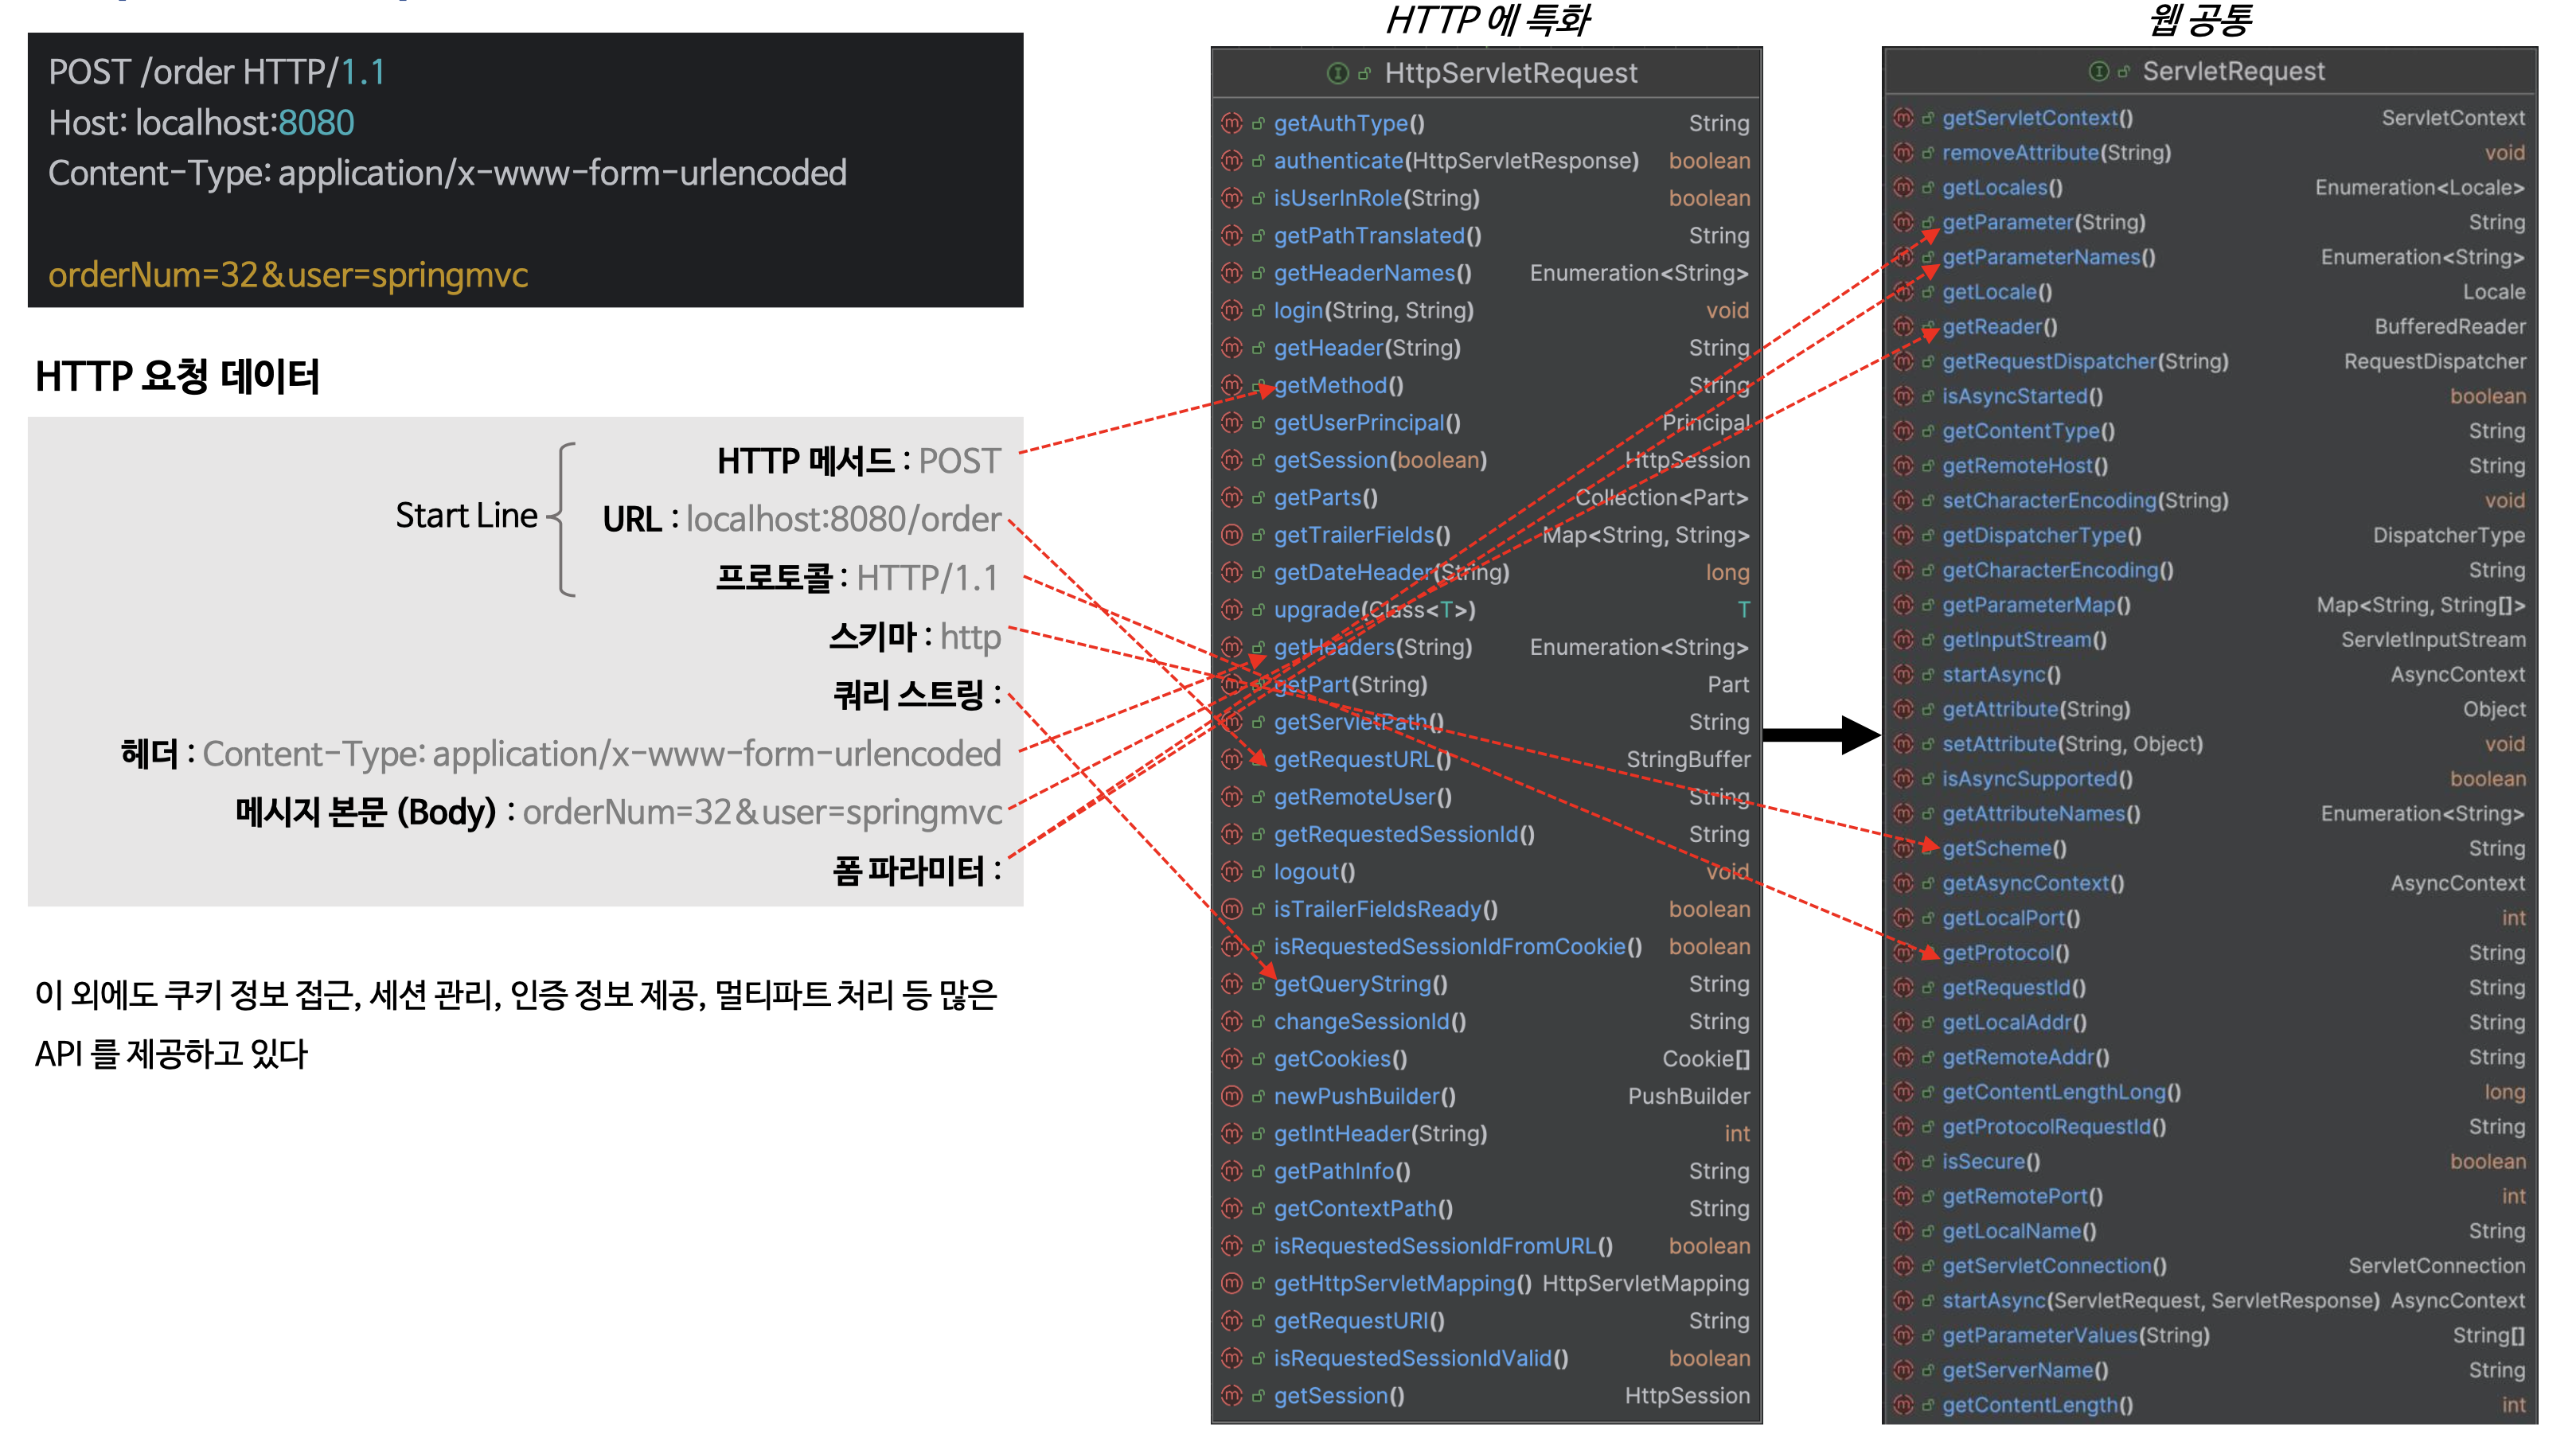 POST /order HTTP/1.1
Host: localhost:8080
Content-Type: application/x-www-form-urlencoded
orderNum=32&user=springmvc
HTTP 요청 데이터
Start Line
HTTP 메서드 : POST
URL : localhost:8080/order
프로토콜 : HTTP/1.1
스키마 : http
쿼리 스트링 :
헤더 : Content-Type: application/x-www-form-urlencoded
메시지 본문 (Body) : orderNum=32&user=springmvc
폼 파라미터 :
이 외에도 쿠키 정보 접근, 세션 관리, 인증 정보 제공, 멀티파트 처리 등 많은
API 를 제공하고 있다
HTTP 에 특화
HttpServletRequest
getAuthType() String
authenticate(HttpServletResponse) boolean
isUserInRole(String) boolean
getPathTranslated() String
getHeaderNames() Enumeration<String>
login(String, String) void
getHeader(String) String
getMethod() String
getUserPrincipal() Principal
getSession(boolean) HttpSession
getParts() Collection<Part>
getTrailerFields() Map<String, String>
getDateHeader(String) long
upgrade(Class<T>) T
getHeaders(String) Enumeration<String>
getPart(String) Part
getServletPath() String
getRequestURL() StringBuffer
getRemoteUser() String
getRequestedSessionId() String
logout() void
isTrailerFieldsReady() boolean
isRequestedSessionIdFromCookie() boolean
getQueryString() String
changeSessionId() String
getCookies() Cookie[]
newPushBuilder() PushBuilder
getIntHeader(String) int
getPathInfo() String
getContextPath() String
isRequestedSessionIdFromURL() boolean
getHttpServletMapping() HttpServletMapping
getRequestURI() String
isRequestedSessionIdValid() boolean
getSession() HttpSession
웹 공통
ServletRequest
getServletContext() ServletContext
removeAttribute(String) void
getLocales() Enumeration<Locale>
getParameter(String) String
getParameterNames() Enumeration<String>
getLocale() Locale
getReader() BufferedReader
getRequestDispatcher(String) RequestDispatcher
isAsyncStarted() boolean
getContentType() String
getRemoteHost() String
setCharacterEncoding(String) void
getDispatcherType() DispatcherType
getCharacterEncoding() String
getParameterMap() Map<String, String[]>
getInputStream() ServletInputStream
startAsync() AsyncContext
getAttribute(String) Object
setAttribute(String, Object) void
isAsyncSupported() boolean
getAttributeNames() Enumeration<String>
getScheme() String
getAsyncContext() AsyncContext
getLocalPort() int
getProtocol() String
getRequestId() String
getLocalAddr() String
getRemoteAddr() String
getContentLengthLong() long
getProtocolRequestId() String
isSecure() boolean
getRemotePort() int
getLocalName() String
getServletConnection() ServletConnection
startAsync(ServletRequest, ServletResponse) AsyncContext
getParameterValues(String) String[]
getServerName() String
getContentLength() int